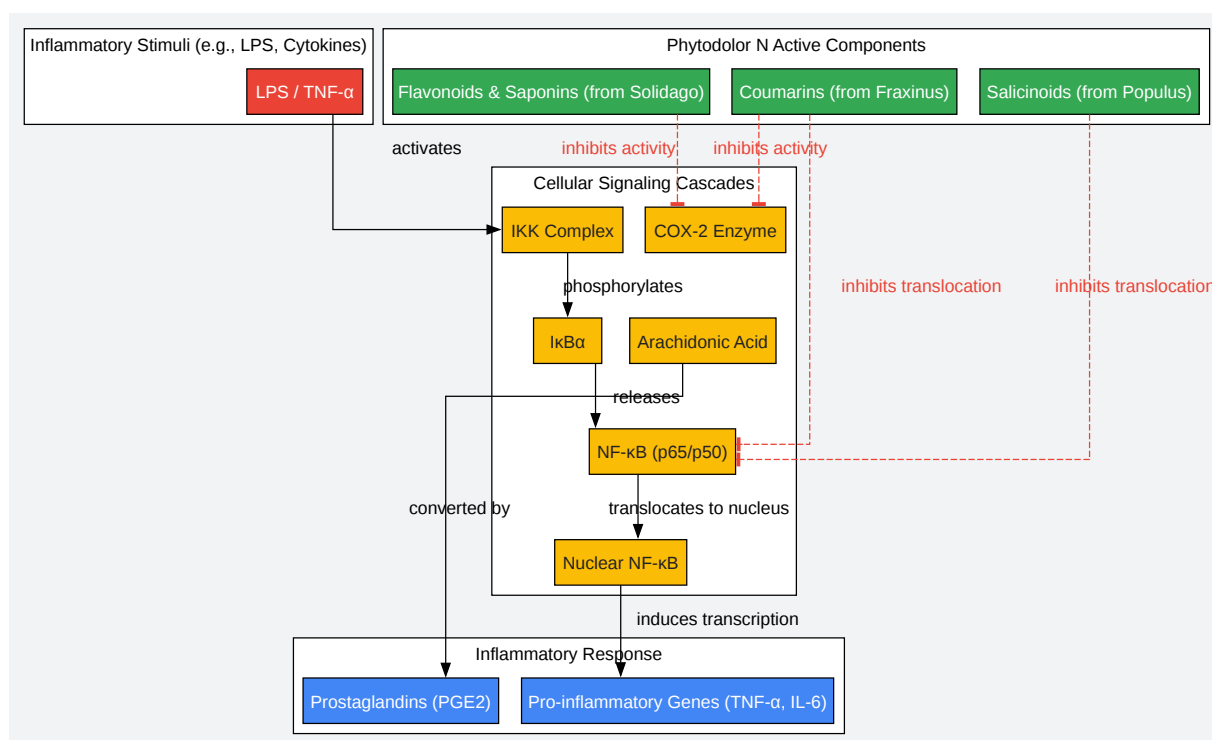 Inflammatory Stimuli (e.g., LPS, Cytokines)
Phytodolor N Active Components
LPS / TNF-α
Flavonoids & Saponins (from Solidago)
Coumarins (from Fraxinus)
Salicinoids (from Populus)
activates
inhibits activity
inhibits activity
Cellular Signaling Cascades
IKK Complex
COX-2 Enzyme
phosphorylates
inhibits translocation
inhibits translocation
IκBα
Arachidonic Acid
releases
NF-κB (p65/p50)
converted by
translocates to nucleus
Nuclear NF-κB
induces transcription
Inflammatory Response
Prostaglandins (PGE2)
Pro-inflammatory Genes (TNF-α, IL-6)